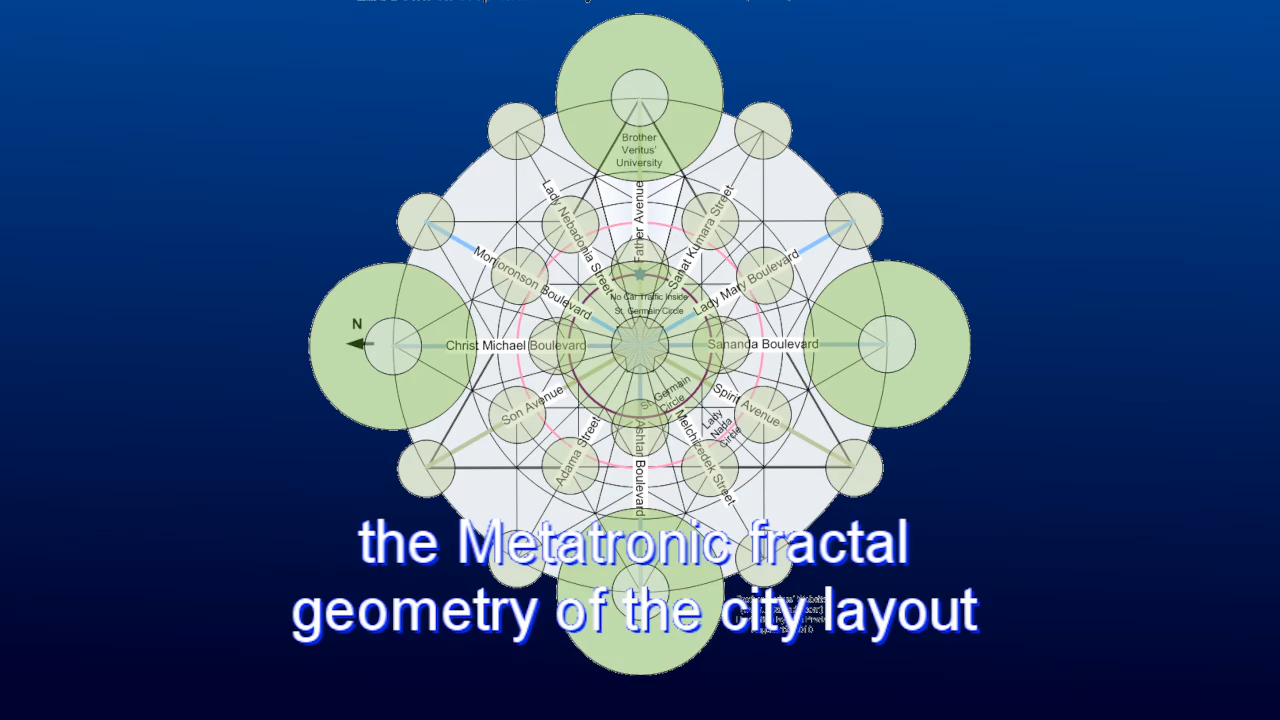 Brother
Veritus'
University
Lady Nebadonia Street
Father Avenue
Sanat Kumara Street
Monjoronson Boulevard
Lady Mary Boulevard
No Car Traffic Inside
St. Germain Circle
N
Christ Michael Boulevard
Sananda Boulevard
Son Avenue
St. Germain
Circle
Spirit Avenue
Lady
Nada
Circle
Adama Street
Ashtar Boulevard
Melchizedek Street
the Metatronic fractal
geometry of the city layout